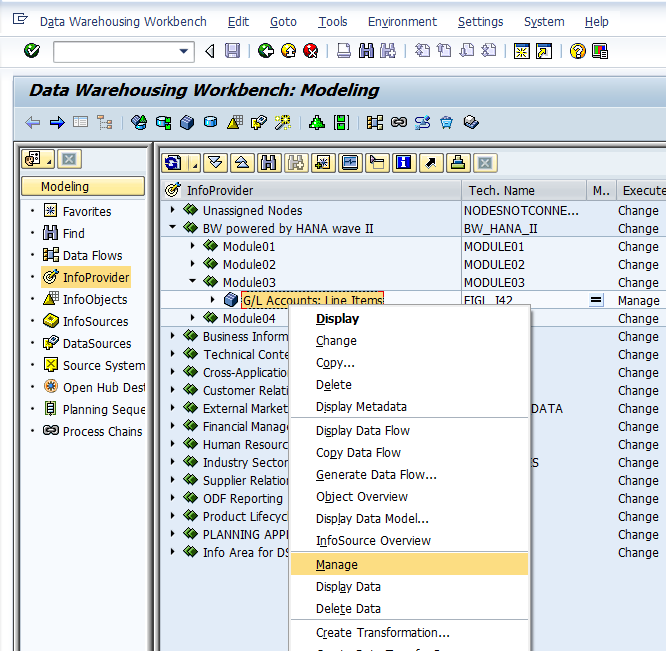 Data Warehousing Workbench Edit Goto Tools Environment Settings System Help
Data Warehousing Workbench: Modeling
Modeling
Favorites
Find
Data Flows
InfoProvider
InfoObjects
InfoSources
DataSources
Source System
Open Hub Dest
Planning Seque
Process Chains
InfoProvider Tech. Name M.. Execute
Unassigned Nodes NODESNOTCONNE... Change
BW powered by HANA wave II BW_HANA_II Change
Module01 MODULE01 Change
Module02 MODULE02 Change
Module03 MODULE03 Change
G/L Accounts: Line Items FIGL_I42 = Manage
Module04 Change
Business Inform Change
Technical Conte Change
Cross-Applicatio Change
Customer Relati Change
External Market DATA Change
Financial Manag Change
Human Resourc Change
Industry Sector S Change
Supplier Relation Change
ODF Reporting Change
Product Lifecycl Change
PLANNING APPL Change
Info Area for DS Change
Display
Change
Copy...
Delete
Display Metadata
Display Data Flow
Copy Data Flow
Generate Data Flow...
Object Overview
Display Data Model...
InfoSource Overview
Manage
Display Data
Delete Data
Create Transformation...